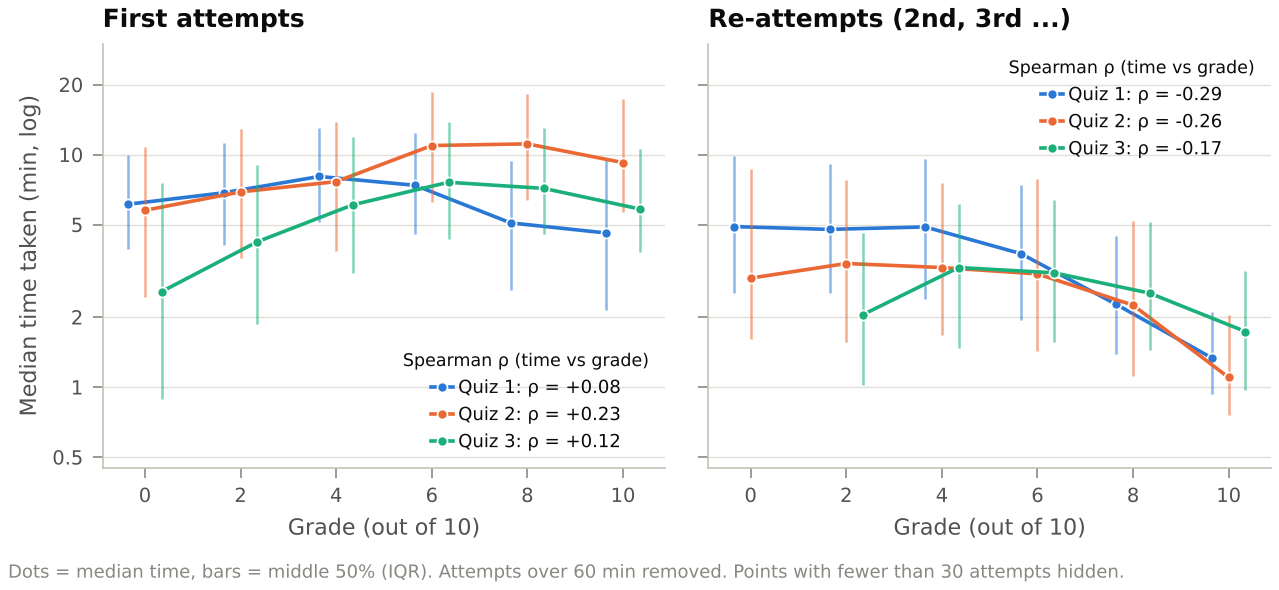 First attempts
Re-attempts (2nd, 3rd ...)
Median time taken (min, log)
20
10
5
2
1
0.5
Spearman ρ (time vs grade)
Quiz 1: ρ = +0.08
Quiz 2: ρ = +0.23
Quiz 3: ρ = +0.12
0 2 4 6 8 10
Grade (out of 10)
Spearman ρ (time vs grade)
Quiz 1: ρ = -0.29
Quiz 2: ρ = -0.26
Quiz 3: ρ = -0.17
0 2 4 6 8 10
Grade (out of 10)
Dots = median time, bars = middle 50% (IQR). Attempts over 60 min removed. Points with fewer than 30 attempts hidden.